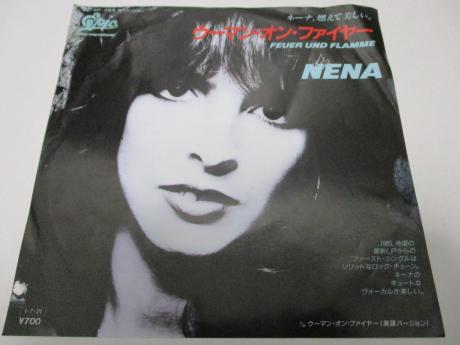 Epic
ネーナ、燃えて美しい。
ウーマン・オン・ファイヤー
FEUER UND FLAMME
NENA
1985、待望の
最新LPからの
ファースト・シングルは
ソリッドなロック・チューン。
ネーナの
キュートな
ヴォーカルが美しい。
¥700
ウーマン・オン・ファイヤー(英語バージョン)